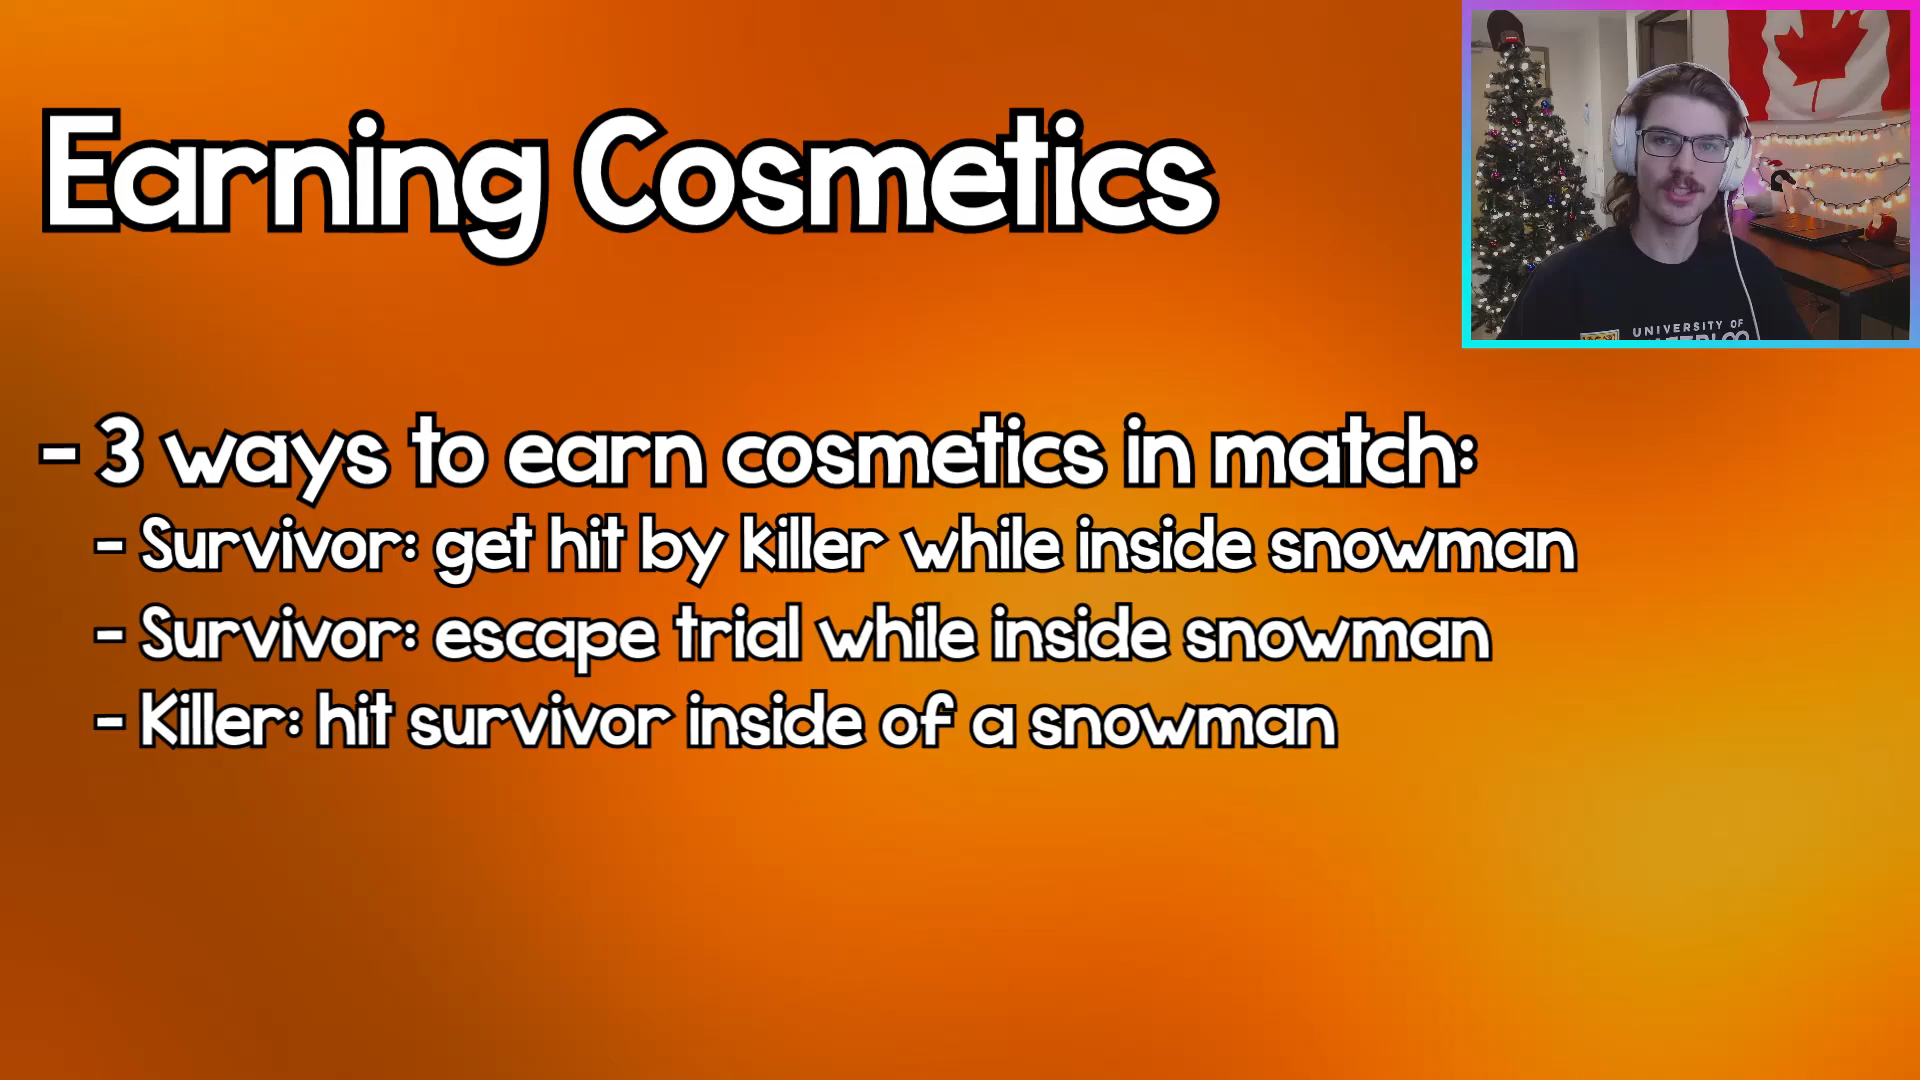 Earning Cosmetics
- 3 ways to earn cosmetics in match:
- Survivor: get hit by killer while inside snowman
- Survivor: escape trial while inside snowman
- Killer: hit survivor inside of a snowman
UNIVERSITY OF